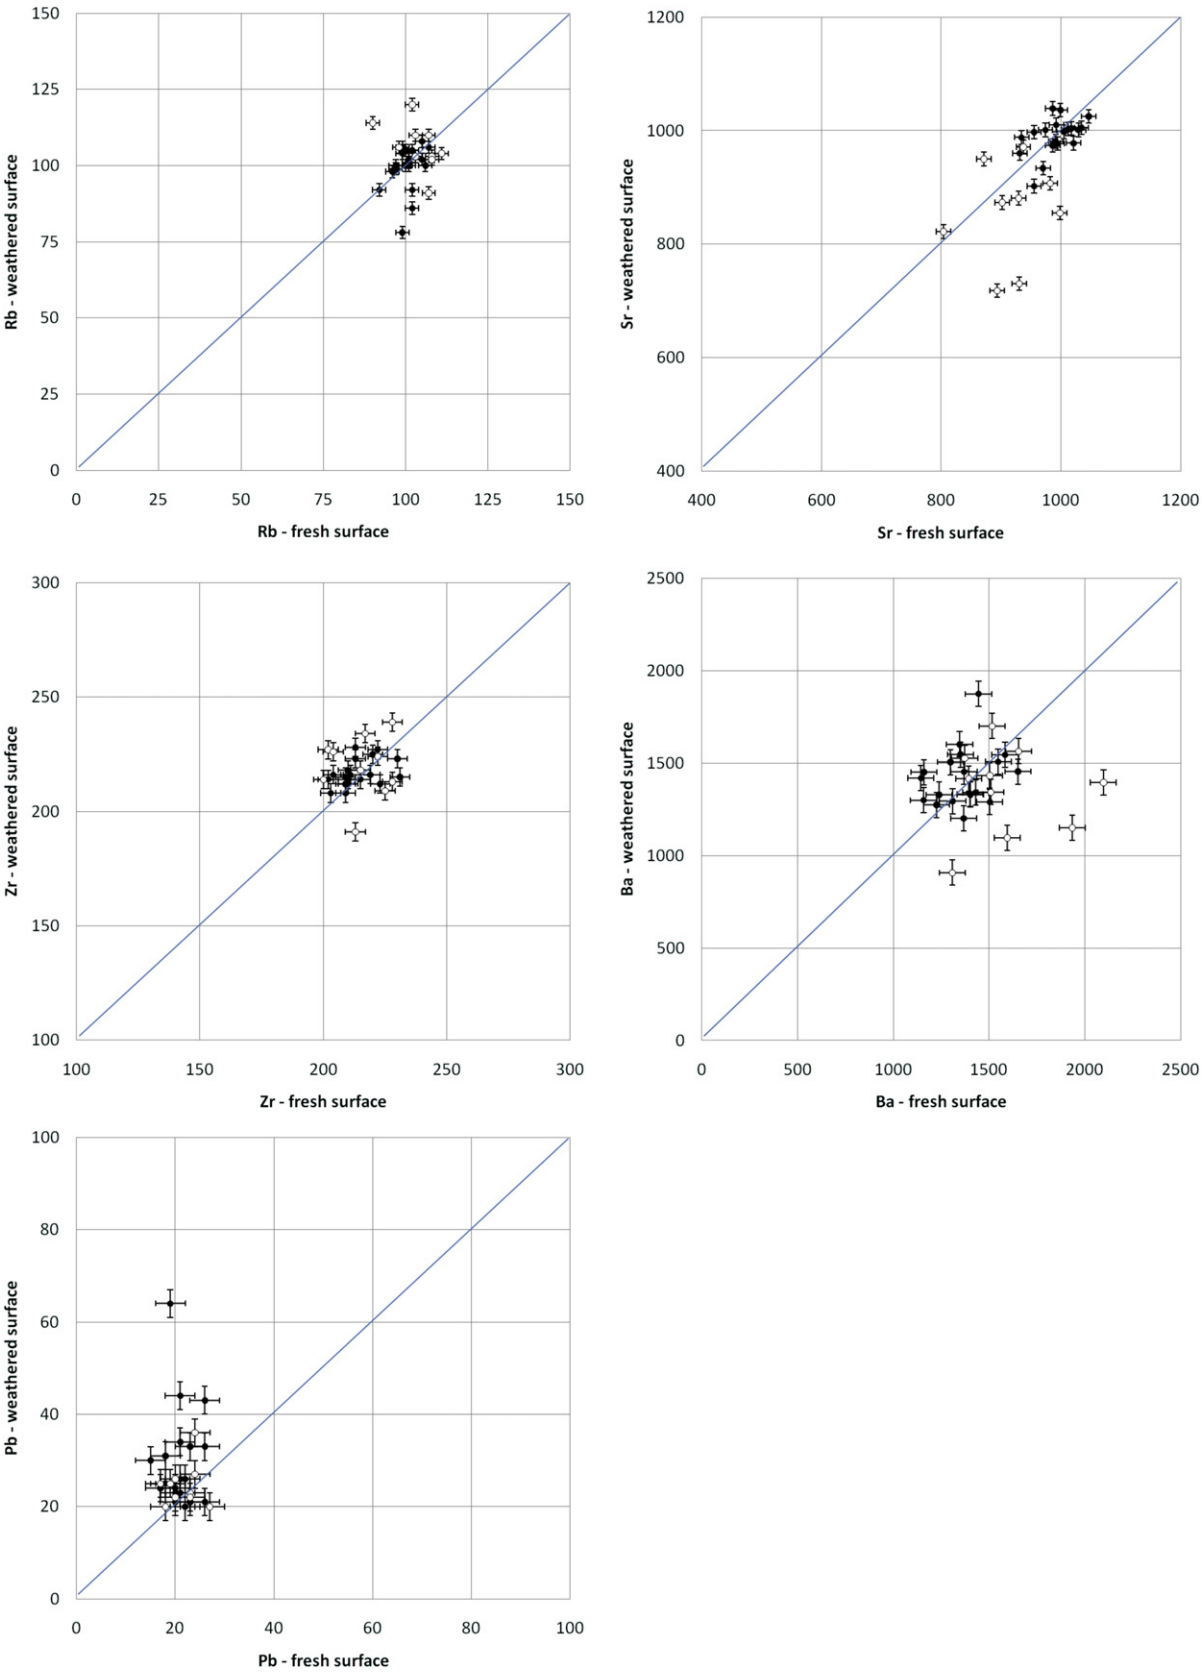 150
125
100
75
50
25
0
0 25 50 75 100 125 150
Rb - weathered surface
Rb - fresh surface
1200
1000
800
600
400
400 600 800 1000 1200
Sr - weathered surface
Sr - fresh surface
300
250
200
150
100
100 150 200 250 300
Zr - weathered surface
Zr - fresh surface
2500
2000
1500
1000
500
0
0 500 1000 1500 2000 2500
Ba - weathered surface
Ba - fresh surface
100
80
60
40
20
0
0 20 40 60 80 100
Pb - weathered surface
Pb - fresh surface